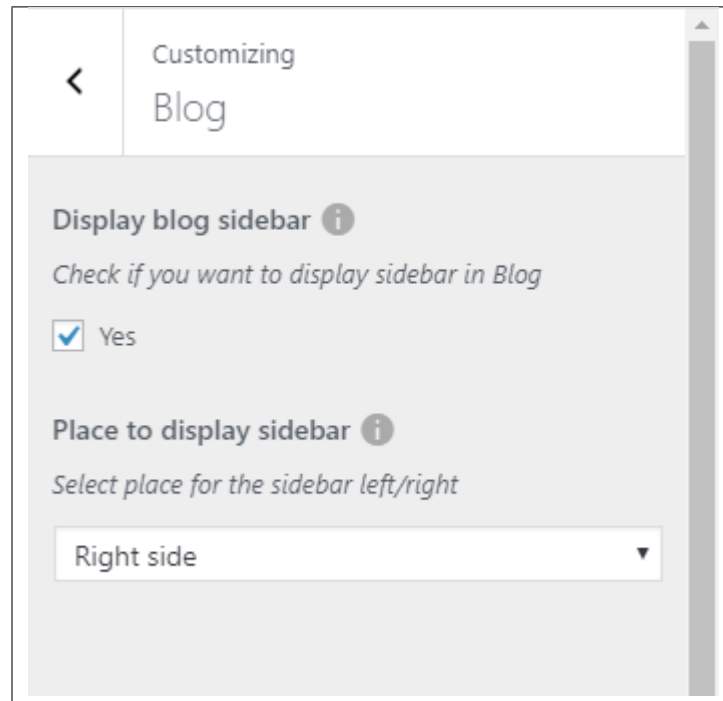 Customizing
Blog
Display blog sidebar
Check if you want to display sidebar in Blog
Yes
Place to display sidebar
Select place for the sidebar left/right
Right side